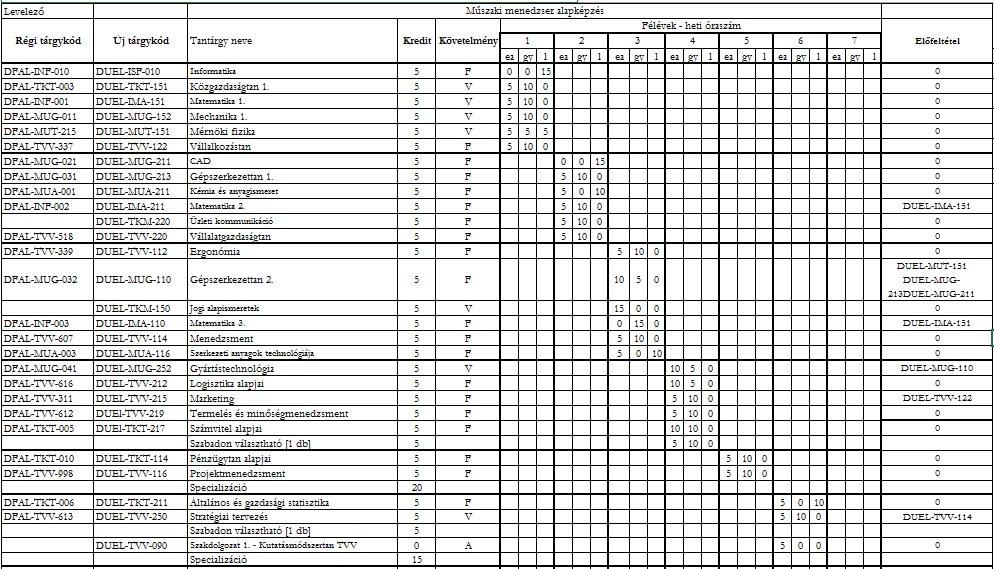 Levelező Műszaki menedzser alapképzés
Régi tárgykód Új tárgykód Tantárgy neve Kredit Követelmény Félévek - heti óraszám Előfeltétel
1 2 3 4 5 6 7
ea gy l ea gy l ea gy l ea gy l ea gy l ea gy l ea gy l
DFAL-INF-010 DUEL-ISF-010 Informatika 5 F 0 0 15 0
DFAL-TKT-003 DUEL-TKT-151 Közgazdaságtan 1. 5 V 5 10 0 0
DFAL-INF-001 DUEL-IMA-151 Matematika 1. 5 V 5 10 0 0
DFAL-MUG-011 DUEL-MUG-152 Mechanika 1. 5 V 5 10 0 0
DFAL-MUT-215 DUEL-MUT-151 Mérnöki fizika 5 V 5 5 5 0
DFAL-TVV-337 DUEL-TVV-122 Vállalkozástan 5 F 5 10 0 0
DFAL-MUG-021 DUEL-MUG-211 CAD 5 F 0 0 15 0
DFAL-MUG-031 DUEL-MUG-213 Gépszerkezettan 1. 5 F 5 10 0 0
DFAL-MUA-001 DUEL-MUA-211 Kémia és anyagismeret 5 F 5 0 10 0
DFAL-INF-002 DUEL-IMA-211 Matematika 2. 5 F 5 10 0 DUEL-IMA-151
DUEL-TKM-220 Üzleti kommunikáció 5 F 5 10 0 0
DFAL-TVV-518 DUEL-TVV-220 Vállalatgazdaságtan 5 F 5 10 0 0
DFAL-TVV-339 DUEL-TVV-112 Ergonómia 5 F 5 10 0 0
DUEL-MUT-151
DFAL-MUG-032 DUEL-MUG-110 Gépszerkezettan 2. 5 F 10 5 0 DUEL-MUG-
213DUEL-MUG-211
DUEL-TKM-150 Jogi alapismeretek 5 V 15 0 0 0
DFAL-INF-003 DUEL-IMA-110 Matematika 3. 5 F 0 15 0 DUEL-IMA-151
DFAL-TVV-607 DUEL-TVV-114 Menedzsment 5 F 5 10 0 0
DFAL-MUA-003 DUEL-MUA-116 Szerkezeti anyagok technológiája 5 F 5 0 10 0
DFAL-MUG-041 DUEL-MUG-252 Gyártástechnológia 5 V 10 5 0 DUEL-MUG-110
DFAL-TVV-616 DUEL-TVV-212 Logisztika alapjai 5 F 10 5 0 0
DFAL-TVV-311 DUEL-TVV-215 Marketing 5 F 5 10 0 DUEL-TVV-122
DFAL-TVV-612 DUEl-TVV-219 Termelés és minőségmenedzsment 5 F 5 10 0 0
DFAL-TKT-005 DUEl-TKT-217 Számvitel alapjai 5 F 10 10 0 0
Szabadon választható [1 db] 5 5 10 0
DFAL-TKT-010 DUEL-TKT-114 Pénzügytan alapjai 5 F 5 10 0 0
DFAL-TVV-998 DUEL-TVV-116 Projektmenedzsment 5 F 5 10 0 0
Specializáció 20
DFAL-TKT-006 DUEL-TKT-211 Általános és gazdasági statisztika 5 F 5 0 10 0
DFAL-TVV-613 DUEL-TVV-250 Stratégiai tervezés 5 V 5 10 0 DUEL-TVV-114
Szabadon választható [1 db] 5
DUEL-TVV-090 Szakdolgozat 1. - Kutatásmódszertan TVV 0 A 5 0 0 0
Specializáció 15